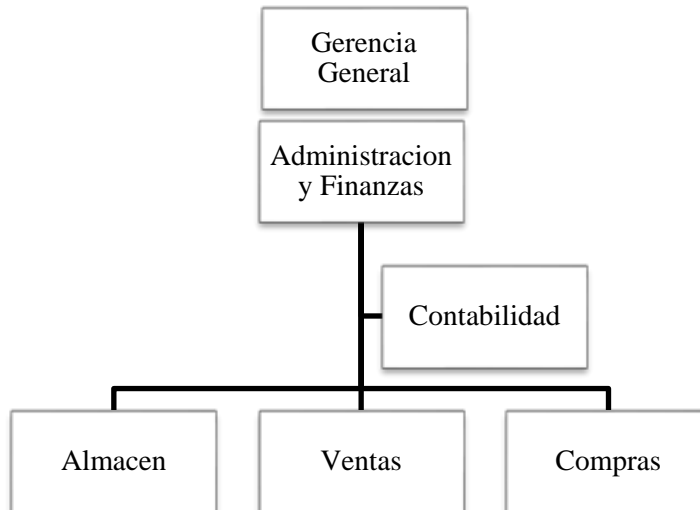 Gerencia
General
Administracion
y Finanzas
Contabilidad
Almacen
Ventas
Compras